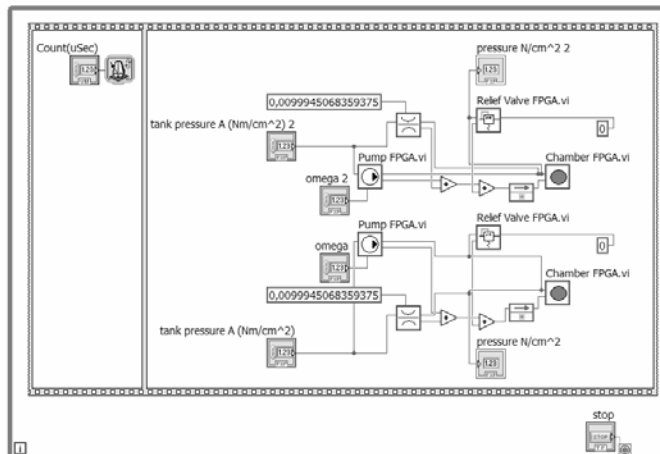 Count(uSec)
pressure N/cm^2 2
0,0099945068359375
Relief Valve FPGA.vi
tank pressure A (Nm/cm^2) 2
0
Pump FPGA.vi
Chamber FPGA.vi
omega 2
Pump FPGA.vi
Relief Valve FPGA.vi
omega
0
Chamber FPGA.vi
0,0099945068359375
tank pressure A (Nm/cm^2)
pressure N/cm^2
stop
STOP
i